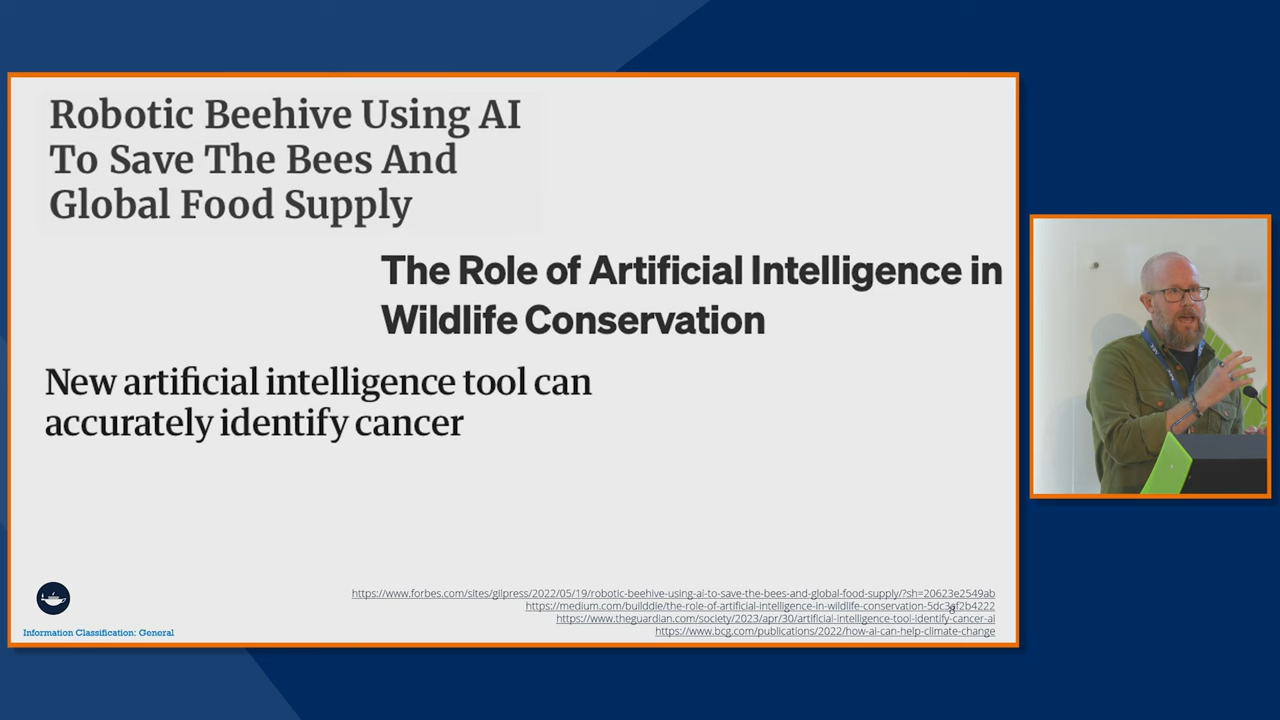 Robotic Beehive Using AI
To Save The Bees And
Global Food Supply
The Role of Artificial Intelligence in
Wildlife Conservation
New artificial intelligence tool can
accurately identify cancer
https://www.forbes.com/sites/gilpress/2022/05/19/robotic-beehive-using-ai-to-save-the-bees-and-global-food-supply/?sh=20623e2549ab
https://medium.com/builddie/the-role-of-artificial-intelligence-in-wildlife-conservation-5dc3af2b4222
https://www.theguardian.com/society/2023/apr/30/artificial-intelligence-tool-identify-cancer-ai
https://www.bcg.com/publications/2022/how-ai-can-help-climate-change
8
Information Classification: General